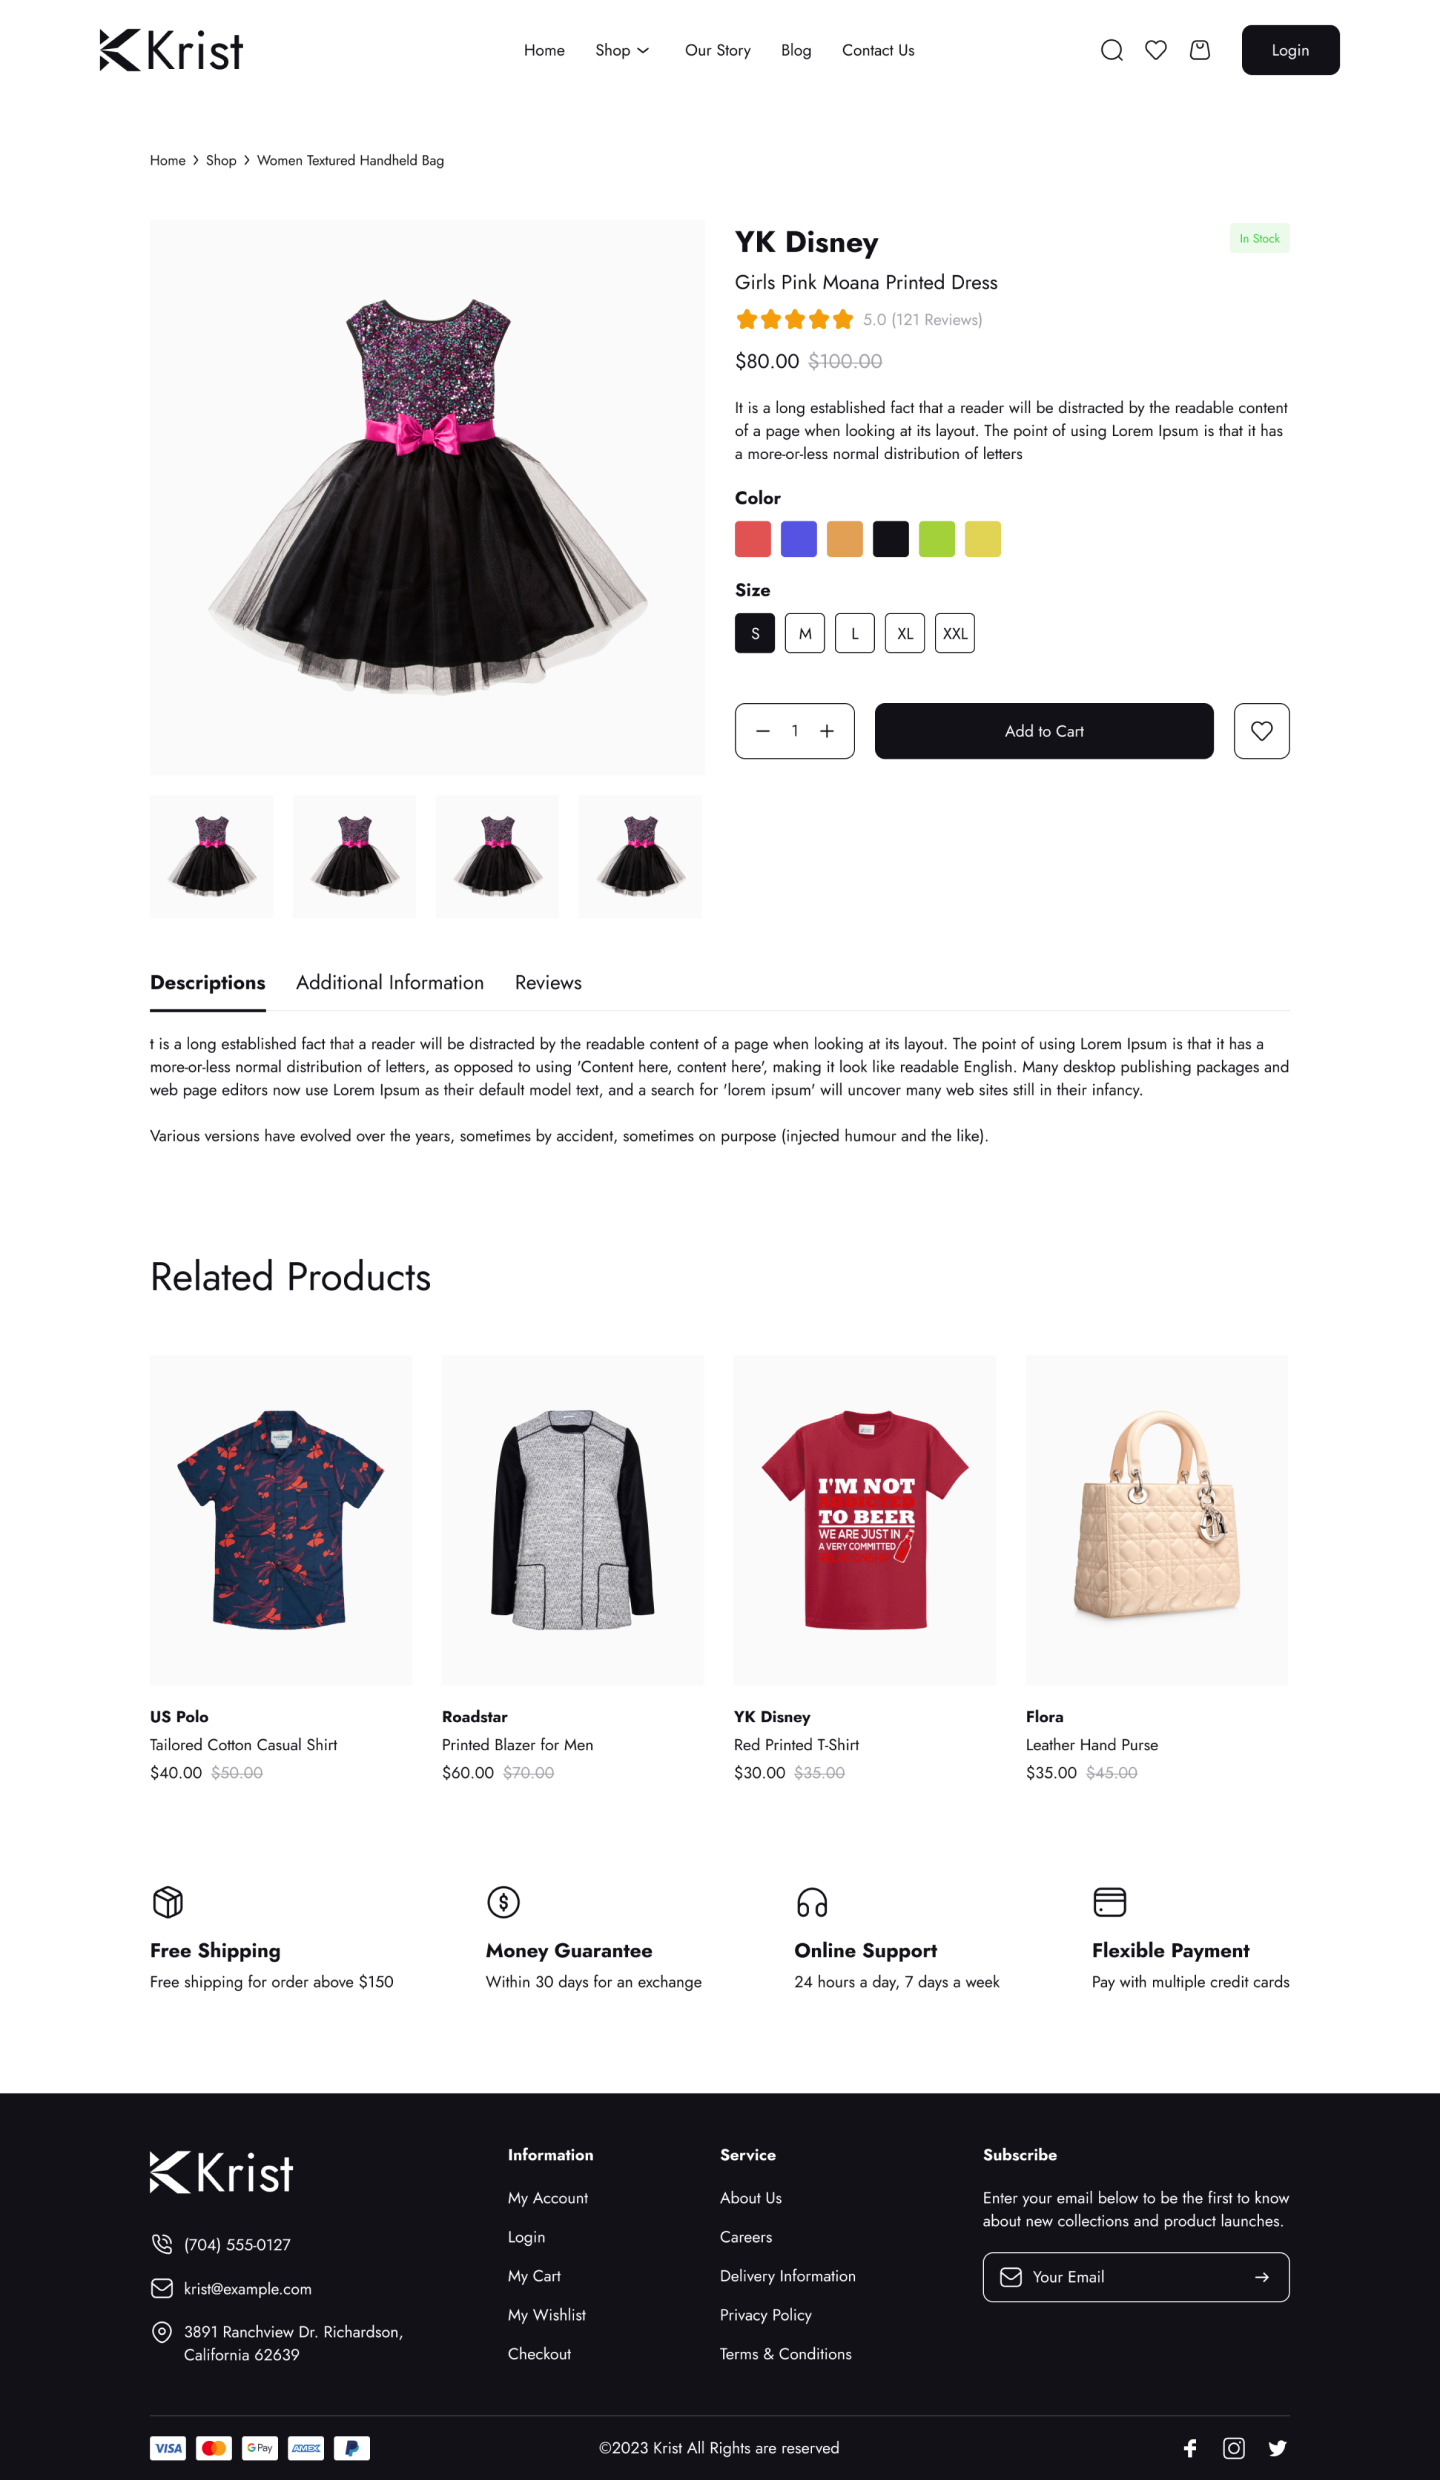 Krist
Home
Shop
Our Story
Blog
Contact Us
Login
Home > Shop > Women Textured Handheld Bag
YK Disney
In Stock
Girls Pink Moana Printed Dress
5.0 (121 Reviews)
$80.00 $100.00
It is a long established fact that a reader will be distracted by the readable content
of a page when looking at its layout. The point of using Lorem Ipsum is that it has
a more-or-less normal distribution of letters
Color
Size
S
M
L
XL
XXL
1
Add to Cart
Descriptions
Additional Information
Reviews
t is a long established fact that a reader will be distracted by the readable content of a page when looking at its layout. The point of using Lorem Ipsum is that it has a
more-or-less normal distribution of letters, as opposed to using 'Content here, content here', making it look like readable English. Many desktop publishing packages and
web page editors now use Lorem Ipsum as their default model text, and a search for 'lorem ipsum' will uncover many web sites still in their infancy.
Various versions have evolved over the years, sometimes by accident, sometimes on purpose (injected humour and the like).
Related Products
I'M NOT
ADDICTED
TO BEER
WE ARE JUST IN
A VERY COMMITTED
US Polo
Tailored Cotton Casual Shirt
$40.00 $50.00
Roadstar
Printed Blazer for Men
$60.00 $70.00
YK Disney
Red Printed T-Shirt
$30.00 $35.00
Flora
Leather Hand Purse
$35.00 $45.00
Free Shipping
Free shipping for order above $150
Money Guarantee
Within 30 days for an exchange
Online Support
24 hours a day, 7 days a week
Flexible Payment
Pay with multiple credit cards
Krist
(704) 555-0127
krist@example.com
3891 Ranchview Dr. Richardson,
California 62639
Information
My Account
Login
My Cart
My Wishlist
Checkout
Service
About Us
Careers
Delivery Information
Privacy Policy
Terms & Conditions
Subscribe
Enter your email below to be the first to know
about new collections and product launches.
Your Email
VISA
G Pay
AMEX
©2023 Krist All Rights are reserved